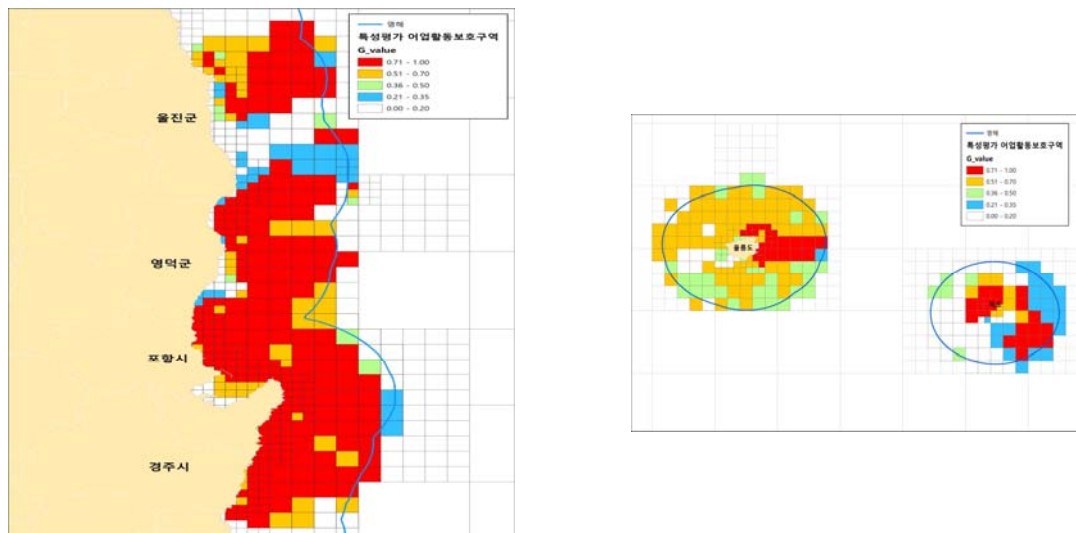 영해
특성평가 어업활동보호구역
G_value
0.71 - 1.00
0.51 - 0.70
0.36 - 0.50
0.21 - 0.35
0.00 - 0.20
울진군
영덕군
포항시
경주시
영해
특성평가 어업활동보호구역
G_value
0.71 - 1.00
0.51 - 0.70
0.36 - 0.50
0.21 - 0.35
0.00 - 0.20
울릉도